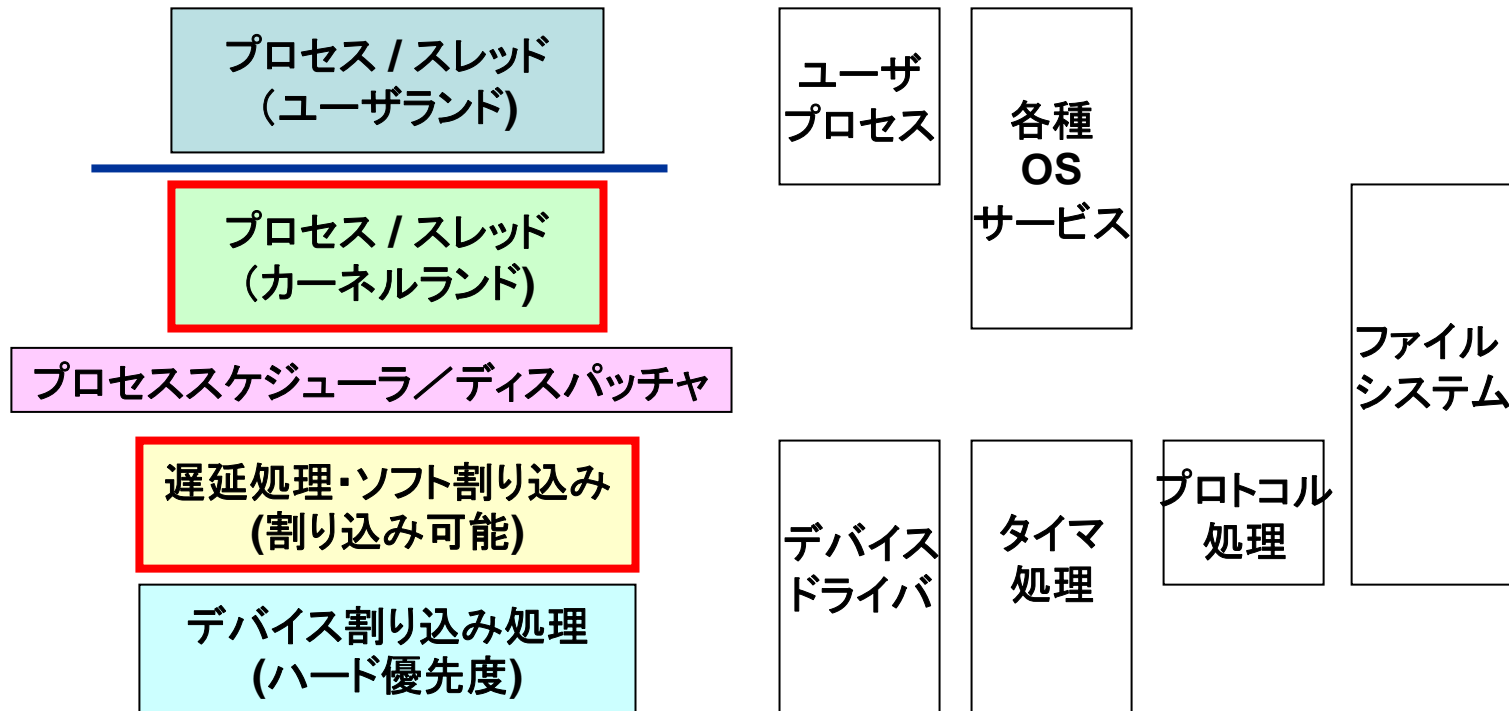 プロセス / スレッド
（ユーザランド)
プロセス / スレッド
（カーネルランド)
プロセススケジューラ／ディスパッチャ
遅延処理・ソフト割り込み
(割り込み可能)
デバイス割り込み処理
(ハード優先度)
ユーザ
プロセス
各種
OS
サービス
デバイス
ドライバ
タイマ
処理
プロトコル
処理
ファイル
システム